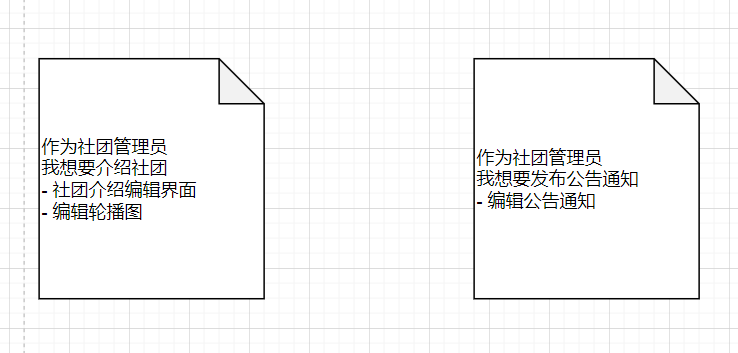 作为社团管理员
我想要介绍社团
- 社团介绍编辑界面
- 编辑轮播图
作为社团管理员
我想要发布公告通知
- 编辑公告通知